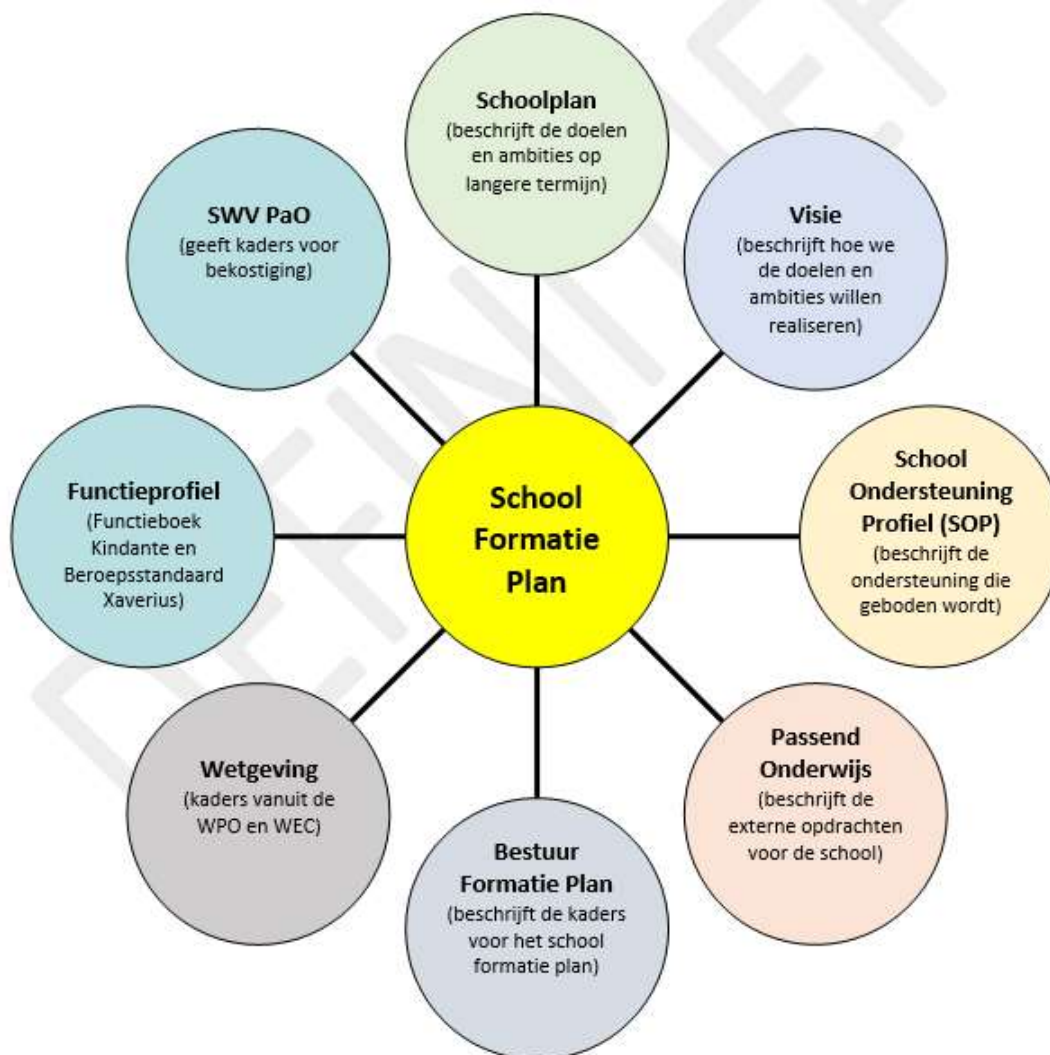 Schoolplan
(beschrijft de doelen
en ambities op
langere termijn)
Visie
(beschrijft hoe we
de doelen en
ambities willen
realiseren)
School
Ondersteuning
Profiel (SOP)
(beschrijft de
ondersteuning die
geboden wordt)
Passend
Onderwijs
(beschrijft de
externe opdrachten
voor de school)
Bestuur
Formatie Plan
(beschrijft de kaders
voor het school
formatie plan)
Wetgeving
(kaders vanuit de
WPO en WEC)
Functieprofiel
(Functieboek
Kindante en
Beroepsstandaard
Xaverius)
SWV PaO
(geeft kaders voor
bekostiging)
School
Formatie
Plan
DEFINITIEF